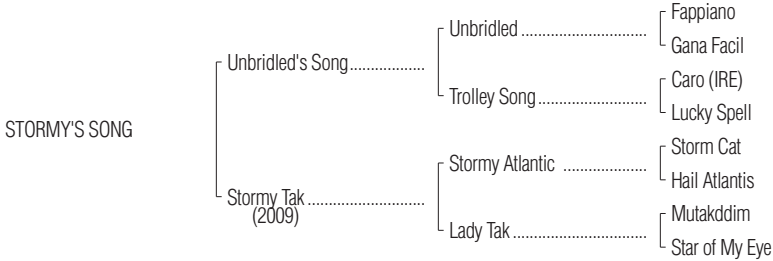 Fappiano
Unbridled ..............................
Gana Facil
Unbridled's Song..................
Caro (IRE)
Trolley Song..........................
Lucky Spell
STORMY'S SONG
Storm Cat
Stormy Atlantic ....................
Hail Atlantis
Stormy Tak............................
(2009)
Mutakddim
Lady Tak................................
Star of My Eye